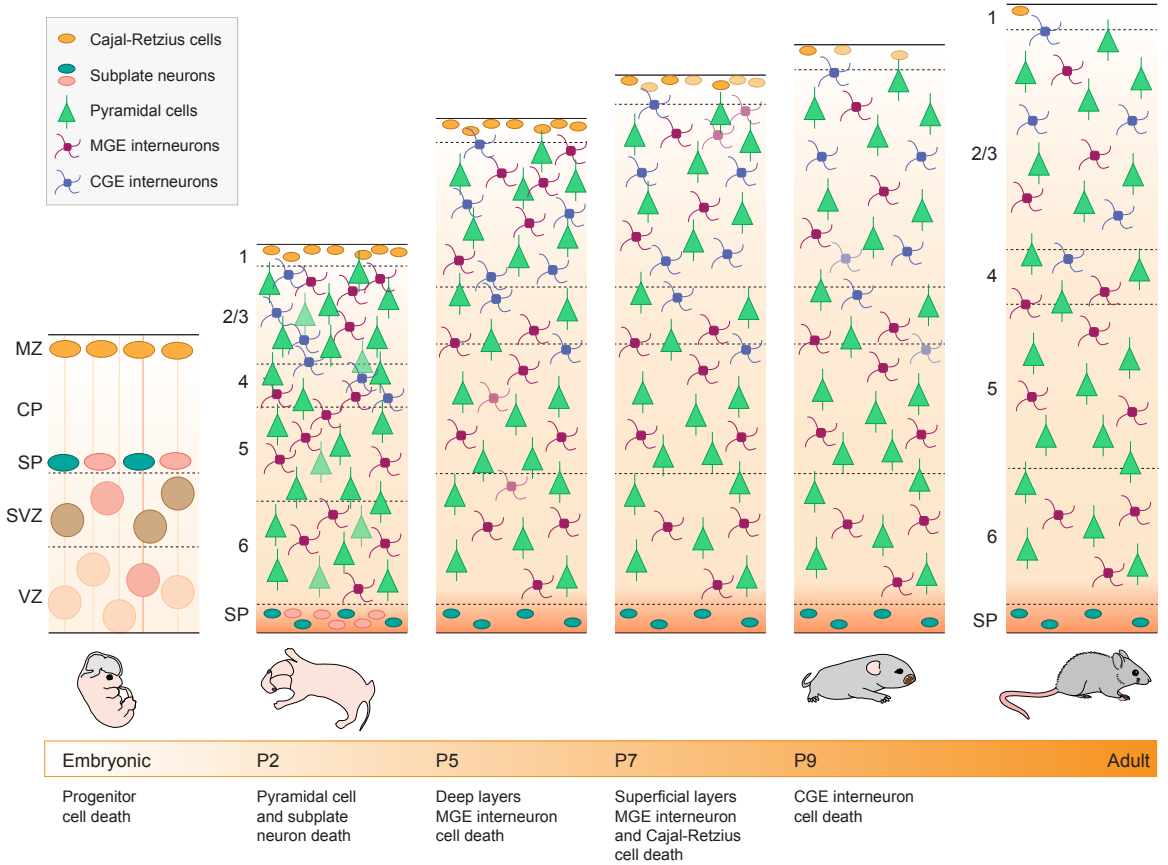 Cajal-Retzius cells
Subplate neurons
Pyramidal cells
MGE interneurons
CGE interneurons
MZ
CP
SP
SVZ
VZ
1
2/3
4
5
6
SP
1
2/3
4
5
6
SP
Embryonic
P2
P5
P7
P9
Adult
Progenitor
cell death
Pyramidal cell
and subplate
neuron death
Deep layers
MGE interneuron
cell death
Superficial layers
MGE interneuron
and Cajal-Retzius
cell death
CGE interneuron
cell death